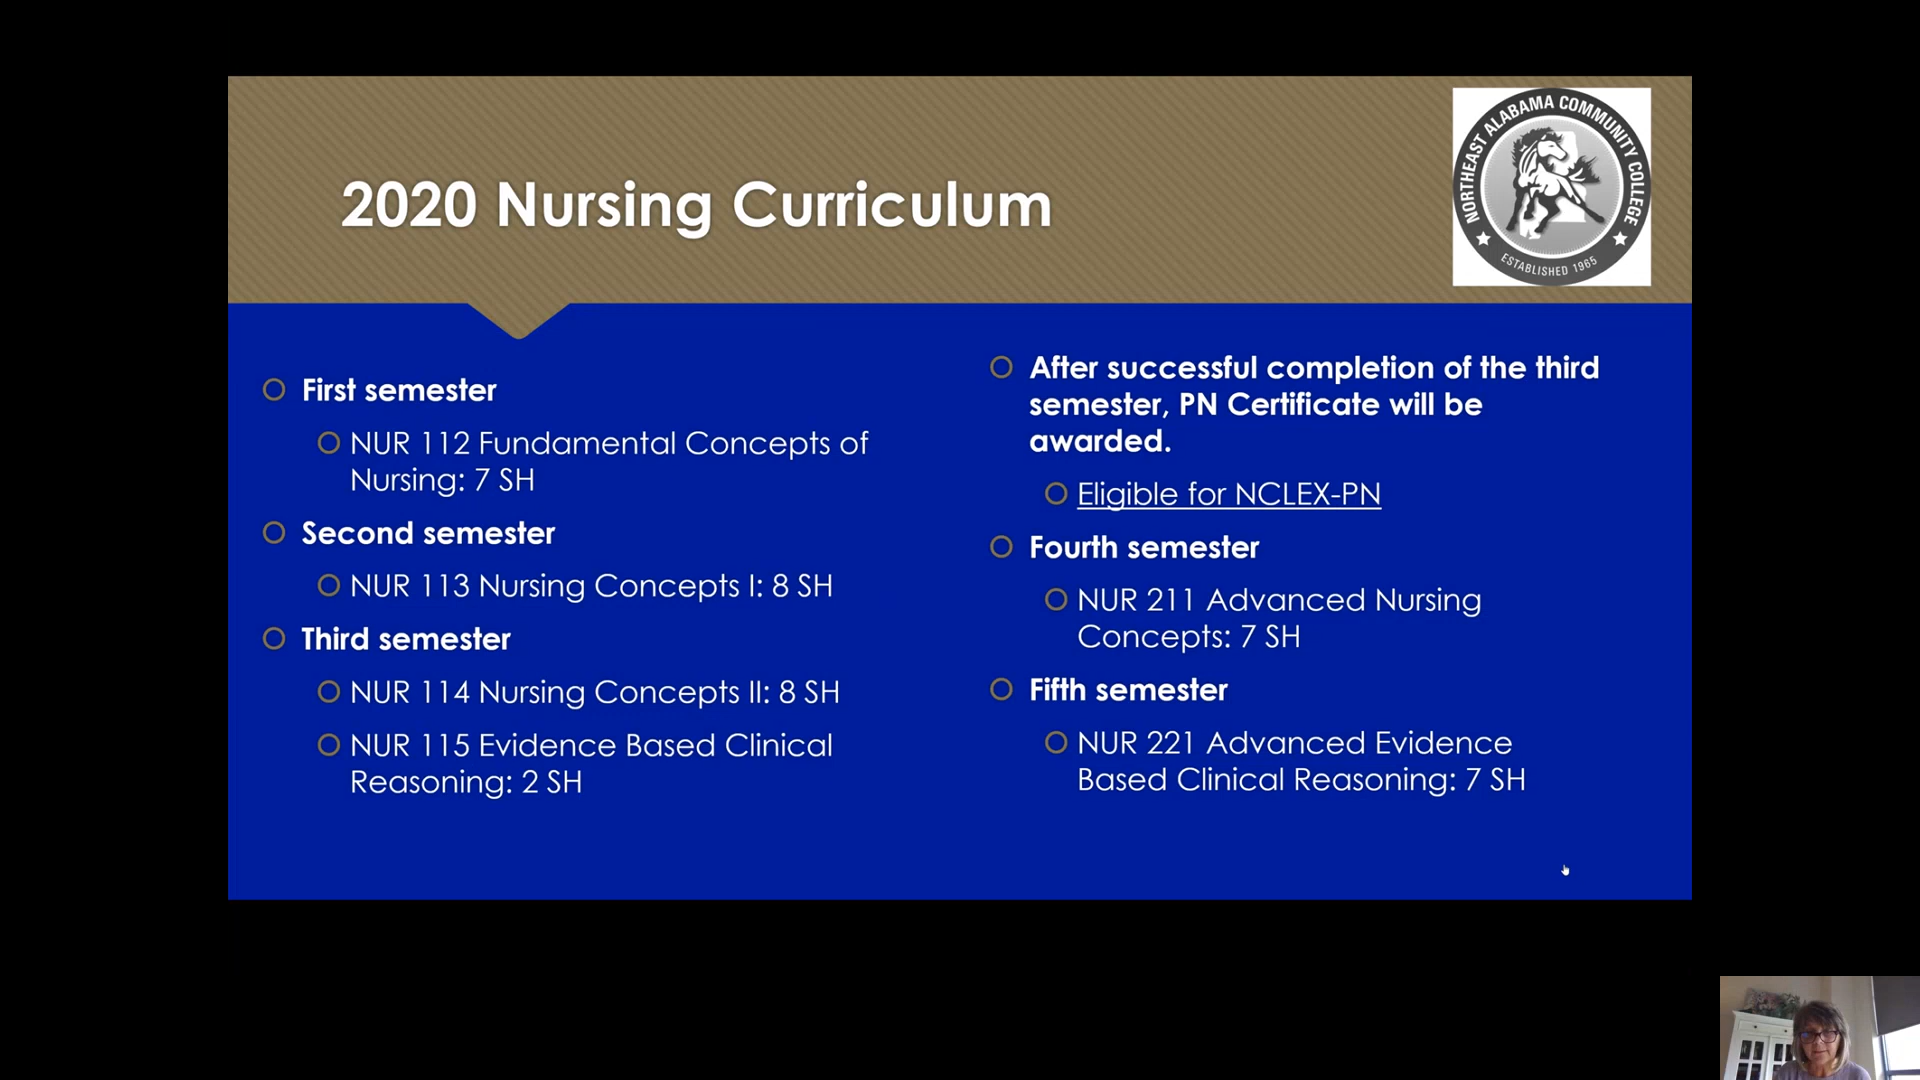 2020 Nursing Curriculum
NORTHEAST ALABAMA COMMUNITY COLLEGE
ESTABLISHED 1965
First semester
NUR 112 Fundamental Concepts of
Nursing: 7 SH
Second semester
NUR 113 Nursing Concepts I: 8 SH
Third semester
NUR 114 Nursing Concepts II: 8 SH
NUR 115 Evidence Based Clinical
Reasoning: 2 SH
After successful completion of the third
semester, PN Certificate will be
awarded.
Eligible for NCLEX-PN
Fourth semester
NUR 211 Advanced Nursing
Concepts: 7 SH
Fifth semester
NUR 221 Advanced Evidence
Based Clinical Reasoning: 7 SH